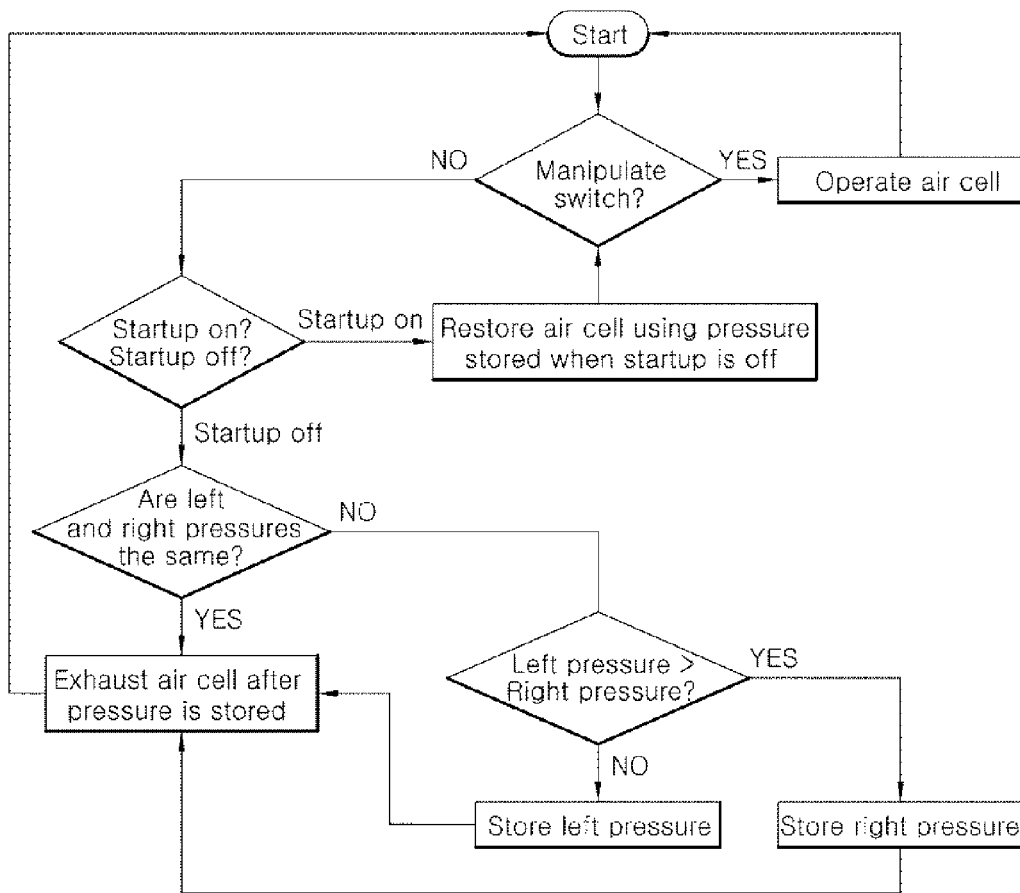 Start
NO
YES
Manipulate
switch?
Operate air cell
Startup on?
Startup off?
Startup on
Restore air cell using pressure
stored when startup is off
Startup off
Are left
and right pressures
the same?
NO
YES
Left pressure >
Right pressure?
YES
Exhaust air cell after
pressure is stored
NO
Store left pressure
Store right pressure